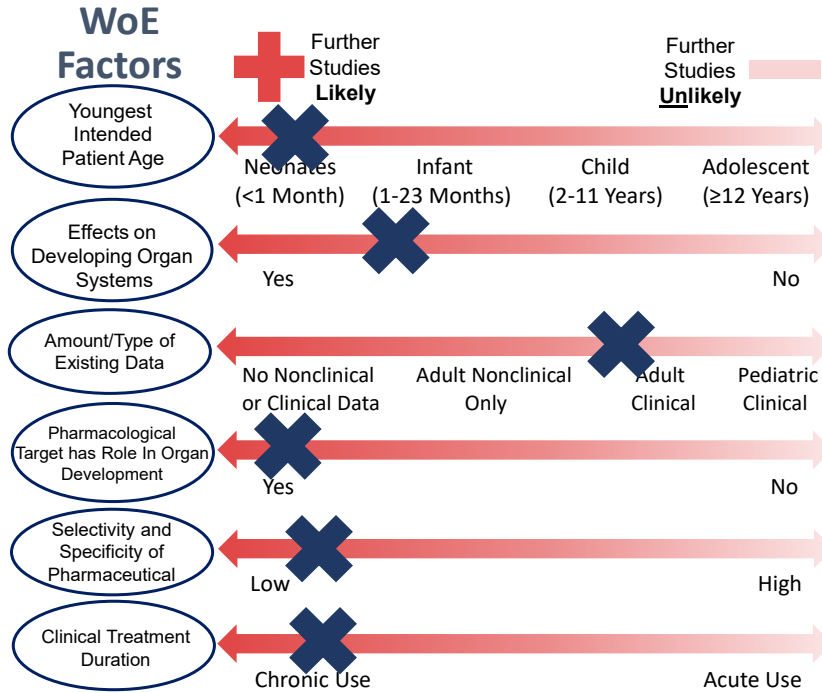 WoE
Factors
Further
Studies
Likely
Further
Studies
Unlikely
Youngest
Intended
Patient Age
Neonates
(<1 Month)
Infant
(1-23 Months)
Child
(2-11 Years)
Adolescent
(≥12 Years)
Effects on
Developing Organ
Systems
Yes
No
Amount/Type of
Existing Data
No Nonclinical
or Clinical Data
Adult Nonclinical
Only
Adult
Clinical
Pediatric
Clinical
Pharmacological
Target has Role In Organ
Development
Yes
No
Selectivity and
Specificity of
Pharmaceutical
Low
High
Clinical Treatment
Duration
Chronic Use
Acute Use